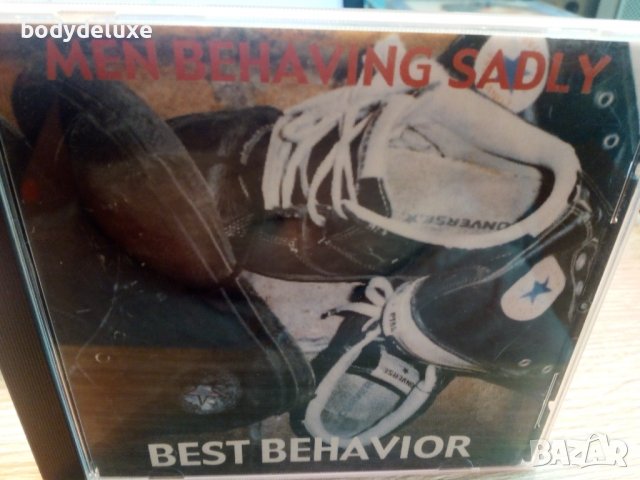 bodydeluxe
MEN BEHAVING SADLY
CONVERSE
CONVERSE
BEST BEHAVIOR
BAZAR